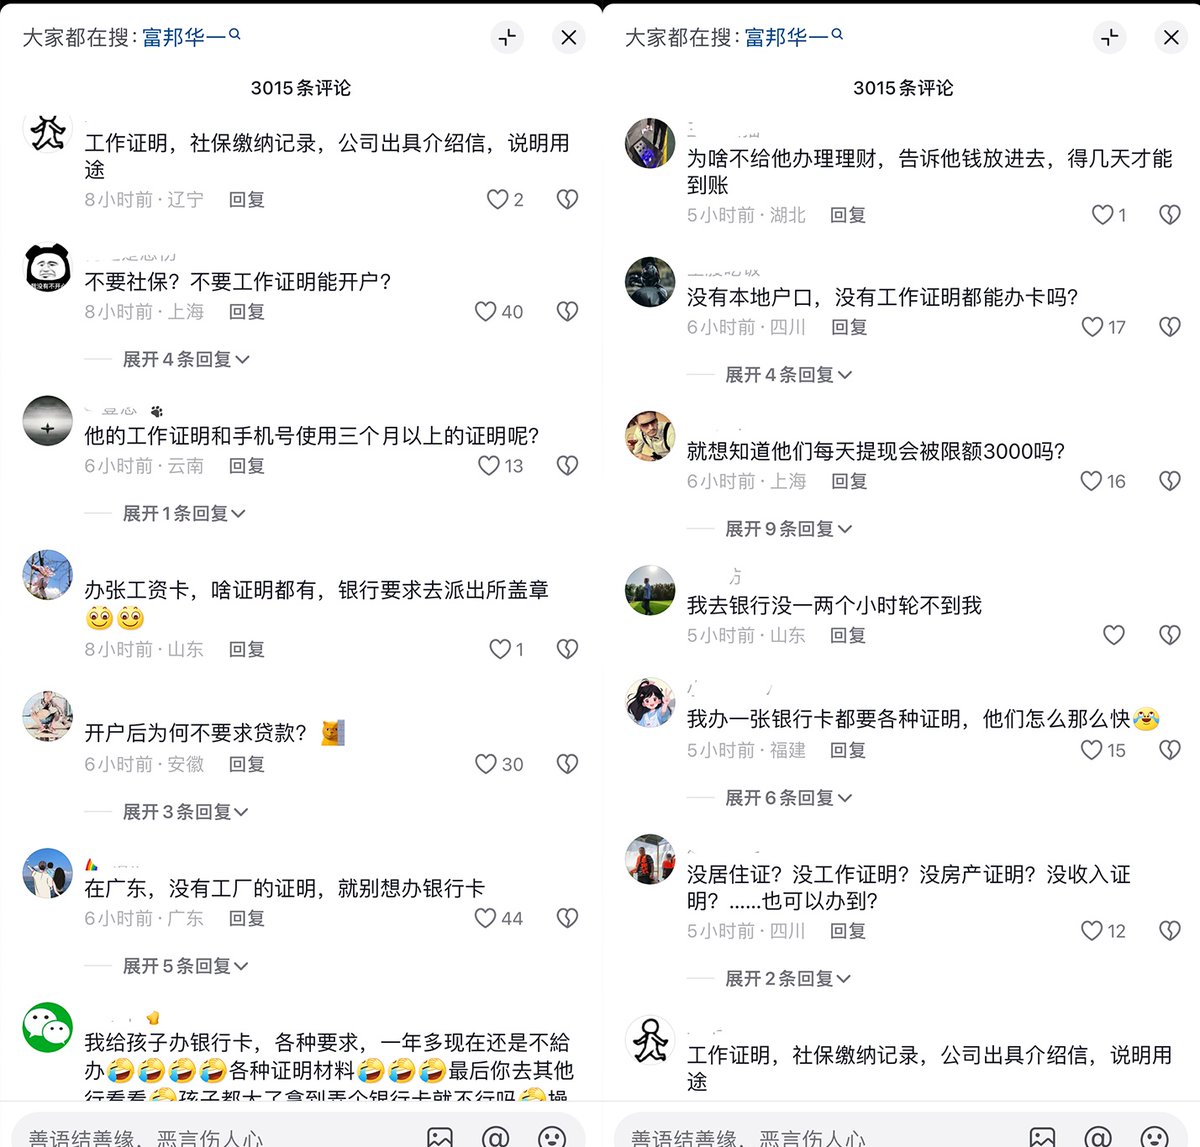 大家都在搜：富邦华一
3015条评论
工作证明，社保缴纳记录，公司出具介绍信，说明用
途
8小时前·辽宁 回复 2
不要社保？不要工作证明能开户？
8小时前·上海 回复 40
展开4条回复
他的工作证明和手机号使用三个月以上的证明呢？
6小时前·云南 回复 13
展开1条回复
办张工资卡，啥证明都有，银行要求去派出所盖章
8小时前·山东 回复 1
开户后为何不要求贷款？
6小时前·安徽 回复 30
展开3条回复
在广东，没有工厂的证明，就别想办银行卡
6小时前·广东 回复 44
展开5条回复
我给孩子办银行卡，各种要求，一年多现在还是不給
办🤣🤣🤣🤣各种证明材料🤣🤣🤣最后你去其他
行看看🤣孩子都大了拿到弄个银行卡就不行吗🤣操
善语结善缘，恶言伤人心
大家都在搜：富邦华一
3015条评论
为啥不给他办理理财，告诉他钱放进去，得几天才能
到账
5小时前·湖北 回复 1
没有本地户口，没有工作证明都能办卡吗？
6小时前·四川 回复 17
展开4条回复
就想知道他们每天提现会被限额3000吗？
6小时前·上海 回复 16
展开9条回复
我去银行没一两个小时轮不到我
5小时前·山东 回复
我办一张银行卡都要各种证明，他们怎么那么快😂
5小时前·福建 回复 15
展开6条回复
没居住证？没工作证明？没房产证明？没收入证
明？……也可以办到？
5小时前·四川 回复 12
展开2条回复
工作证明，社保缴纳记录，公司出具介绍信，说明用
途
善语结善缘，恶言伤人心